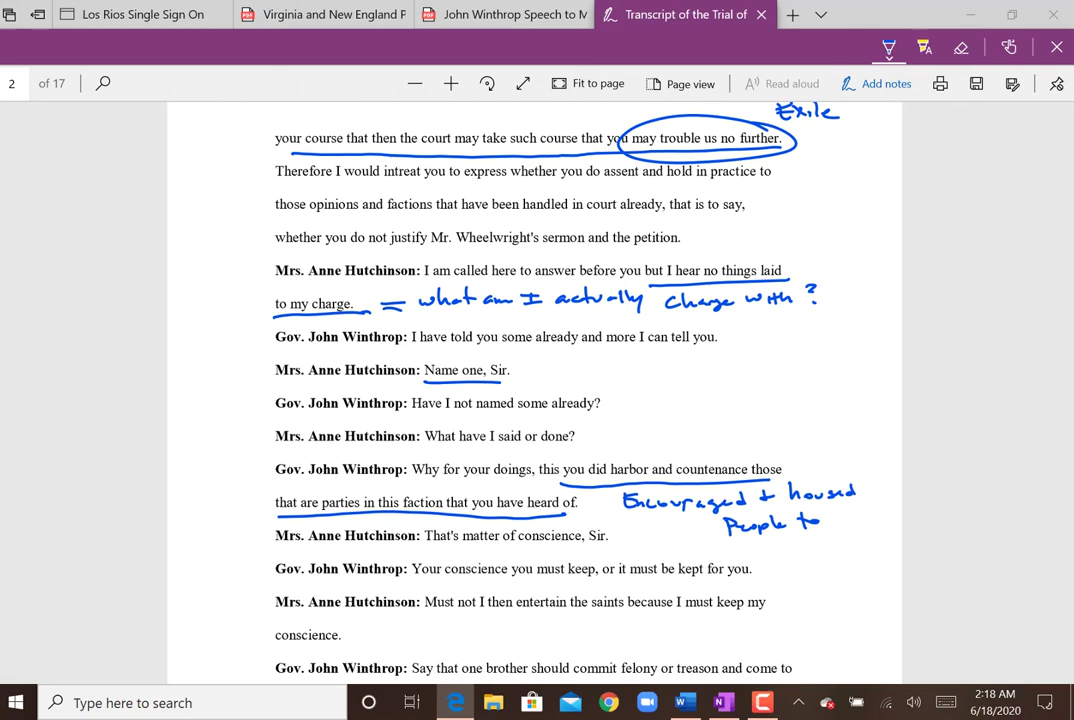 Los Rios Single Sign On
Virginia and New England P
John Winthrop Speech to M
Transcript of the Trial of
2 of 17
Fit to page
Page view
Read aloud
Add notes
Exile
your course that then the court may take such course that you may trouble us no further.
Therefore I would intreat you to express whether you do assent and hold in practice to
those opinions and factions that have been handled in court already, that is to say,
whether you do not justify Mr. Wheelwright's sermon and the petition.
Mrs. Anne Hutchinson: I am called here to answer before you but I hear no things laid
to my charge. = what am I actually charge with?
Gov. John Winthrop: I have told you some already and more I can tell you.
Mrs. Anne Hutchinson: Name one, Sir.
Gov. John Winthrop: Have I not named some already?
Mrs. Anne Hutchinson: What have I said or done?
Gov. John Winthrop: Why for your doings, this you did harbor and countenance those
that are parties in this faction that you have heard of. Encouraged + housed
People to
Mrs. Anne Hutchinson: That's matter of conscience, Sir.
Gov. John Winthrop: Your conscience you must keep, or it must be kept for you.
Mrs. Anne Hutchinson: Must not I then entertain the saints because I must keep my
conscience.
Gov. John Winthrop: Say that one brother should commit felony or treason and come to
Type here to search
2:18 AM
6/18/2020